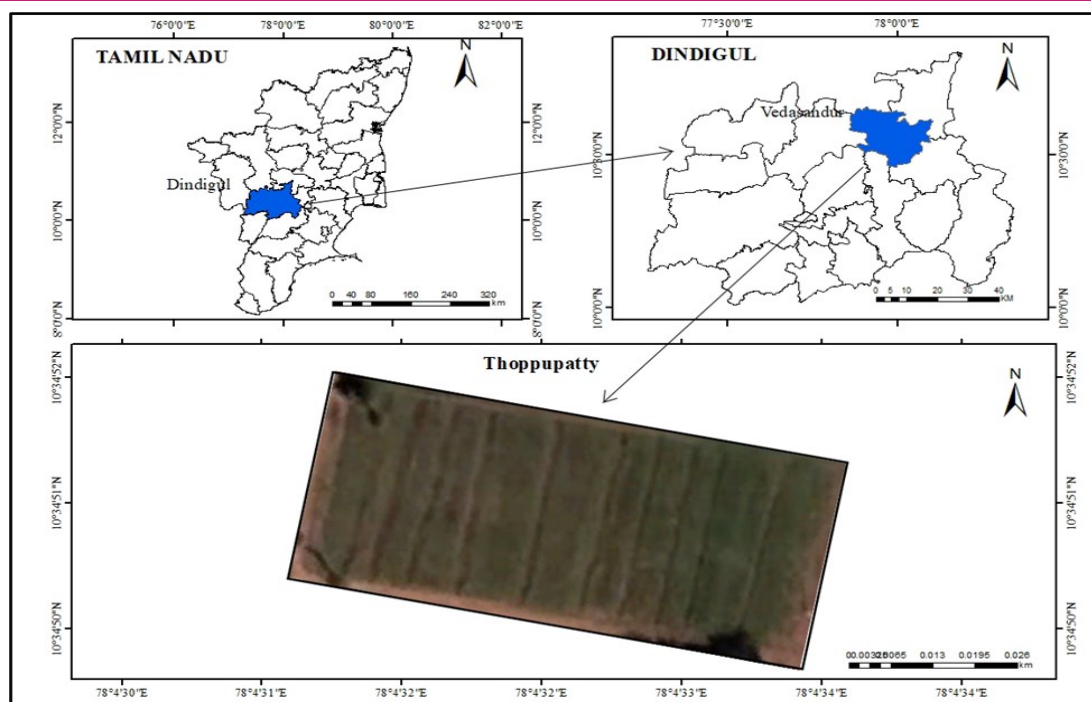 76°0'0"E 78°0'0"E 80°0'0"E 82°0'0"E
TAMIL NADU
N
12°0'0"N
12°0'0"N
Dindigul
10°0'0"N
10°0'0"N
8°0'0"N
8°0'0"N
0 40 80 160 240 320
km
77°30'0"E 78°0'0"E
DINDIGUL
N
Vedasandur
10°30'0"N
10°30'0"N
10°0'0"N
10°0'0"N
0 5 10 20 30 40
KM
Thoppupatty
N
10°34'52"N
10°34'52"N
10°34'51"N
10°34'51"N
10°34'50"N
10°34'50"N
0.0065 0.013 0.0195 0.026
km
78°4'30"E 78°4'31"E 78°4'32"E 78°4'32"E 78°4'33"E 78°4'34"E 78°4'34"E